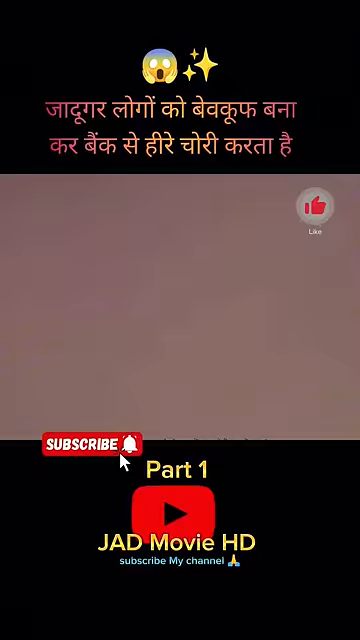 जादूगर लोगों को बेवकूफ बना
कर बैंक से हीरे चोरी करता है
Like
SUBSCRIBE
Part 1
JAD Movie HD
subscribe My channel 🙏